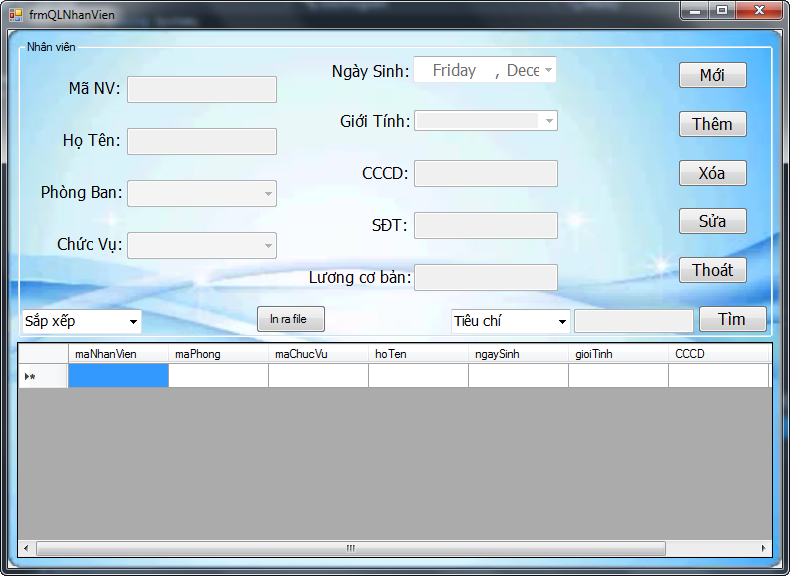 frmQLNhanVien
Nhân viên
Mã NV:
Họ Tên:
Phòng Ban:
Chức Vụ:
Ngày Sinh: Friday , Dece
Giới Tính:
CCCD:
SĐT:
Lương cơ bản:
Mới
Thêm
Xóa
Sửa
Thoát
Sắp xếp In ra file Tiêu chí Tìm
maNhanVien maPhong maChucVu hoTen ngaySinh gioiTinh CCCD